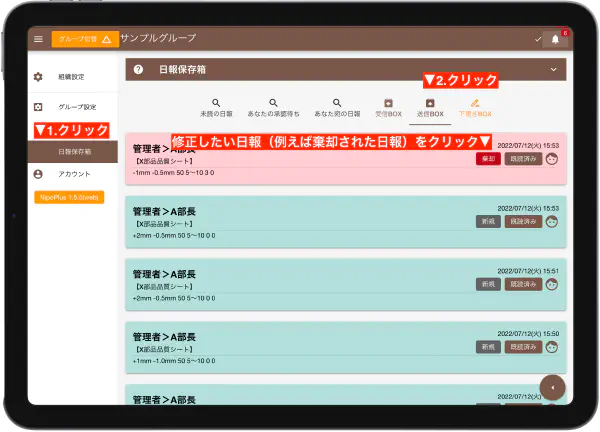 グループ切替
サンプルグループ
6
組織設定
日報保存箱
▼2.クリック
グループ設定
未読の日報
あなたの承認待ち
あなた宛の日報
受信BOX
送信BOX
下書きBOX
▼1.クリック
修正したい日報（例えば棄却された日報）をクリック▼
日報保存箱
アカウント
NipoPlus 1.5.0(web)
管理者＞A部長
2022/07/12(火) 15:53
【X部品品質シート】
棄却
既読済み
-1mm -0.5mm 50 5〜10 3 0
管理者＞A部長
2022/07/12(火) 15:53
【X部品品質シート】
新規
既読済み
+2mm -0.5mm 50 5〜10 0 0
管理者＞A部長
2022/07/12(火) 15:51
【X部品品質シート】
新規
既読済み
+2mm -0.5mm 50 5〜10 0 0
管理者＞A部長
2022/07/12(火) 15:50
【X部品品質シート】
新規
既読済み
+1mm -1.0mm 50 5〜10 0 0
管理者＞A部長
2022/07/12(火)